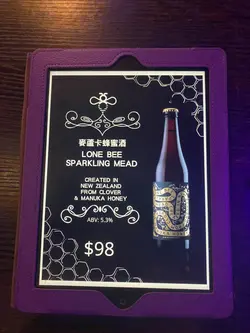 麥蘆卡蜂蜜酒
LONE BEE
SPARKLING MEAD
CREATED IN
NEW ZEALAND
FROM CLOVER
& MANUKA HONEY
ABV: 5.3%
$98